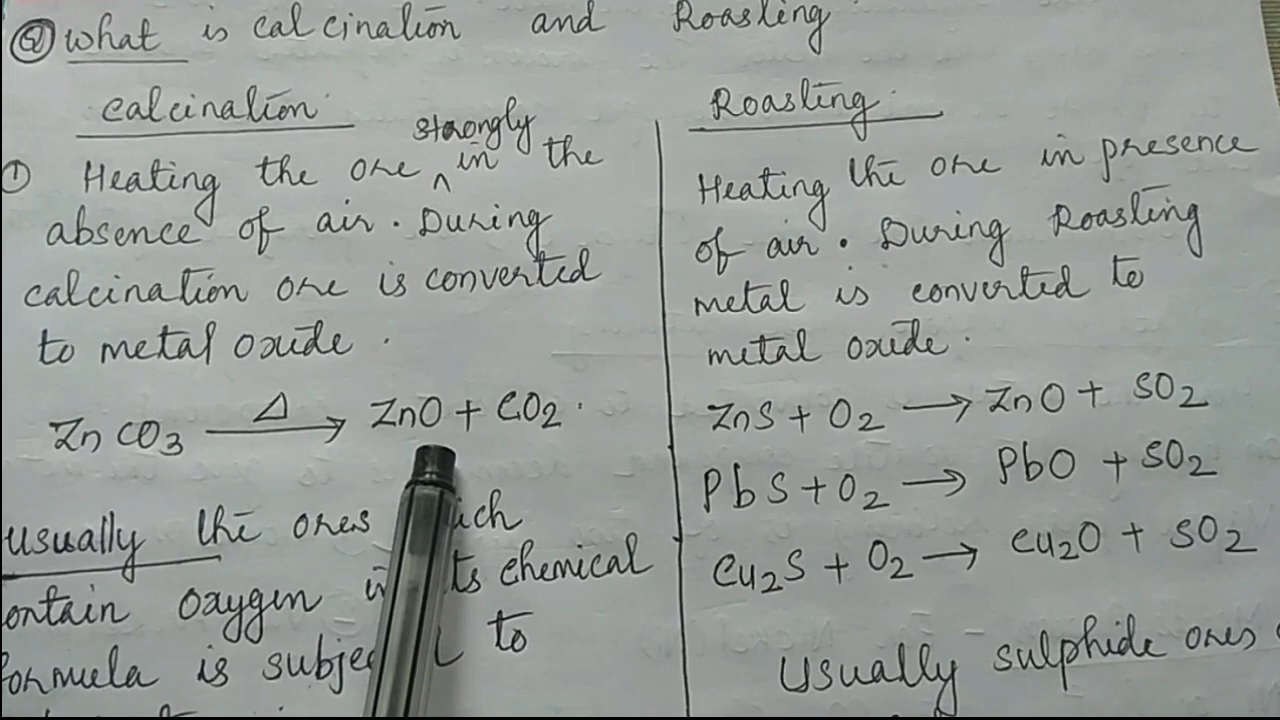 Q What is calcination and Roasting
calcination
① Heating the ore ^ strongly in the
absence of air. During
calcination ore is converted
to metal oxide.
ZnCO3 —Δ→ ZnO + CO2.
Usually the ores
contain oxygen chemical
formula is to
Roasting
Heating the ore in presence
of air. During Roasting
metal is converted to
metal oxide.
ZnS + O2 → ZnO + SO2
PbS + O2 → PbO + SO2
Cu2S + O2 → Cu2O + SO2
Usually sulphide ores